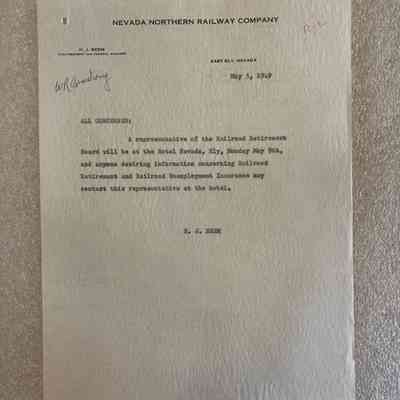 NEVADA NORTHERN RAILWAY COMPANY
H. J. BEEM
EAST ELY, NEVADA
May 5, 1949
ALL CONCERNED:
A representative of the Railroad Retirement
Board will be at the Hotel Nevada, Ely, Monday May 9th,
and anyone desiring information concerning Railroad
Retirement and Railroad Unemployment Insurance may
contact this representative at the hotel.
H. J. BEEM